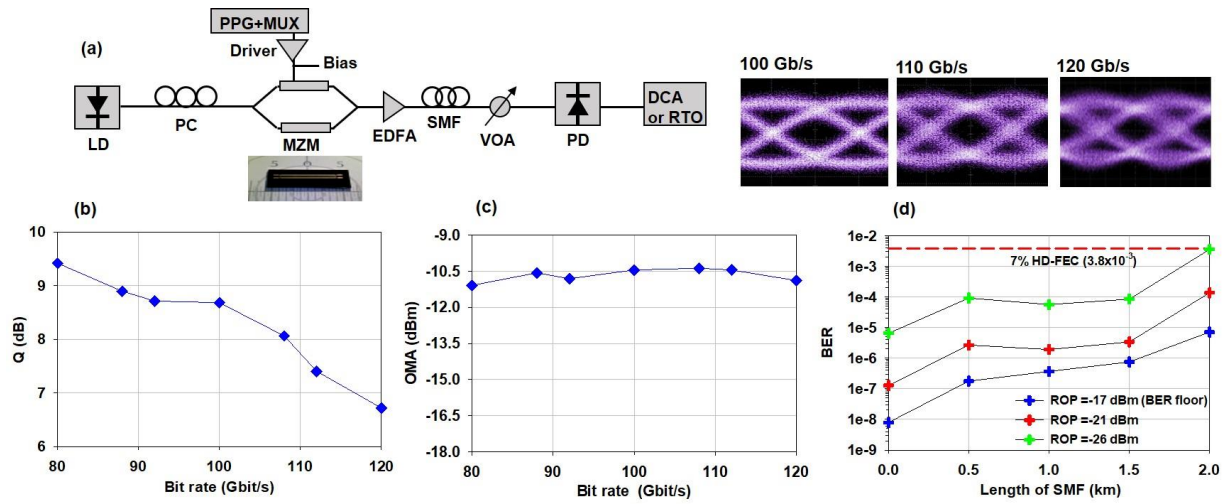 (a)
PPG+MUX
Driver
Bias
LD
PC
MZM
EDFA
SMF
VOA
PD
DCA
or RTO
100 Gb/s
110 Gb/s
120 Gb/s
(b)
10
9
8
7
6
Q (dB)
80
90
100
110
120
Bit rate (Gbit/s)
(c)
-9.0
-10.5
-12.0
-13.5
-15.0
-16.5
-18.0
OMA (dBm)
80
90
100
110
120
Bit rate (Gbit/s)
(d)
1e-2
1e-3
1e-4
1e-5
1e-6
1e-7
1e-8
1e-9
BER
7% HD-FEC (3.8x10⁻³)
ROP =-17 dBm (BER floor)
ROP =-21 dBm
ROP =-26 dBm
0.0
0.5
1.0
1.5
2.0
Length of SMF (km)